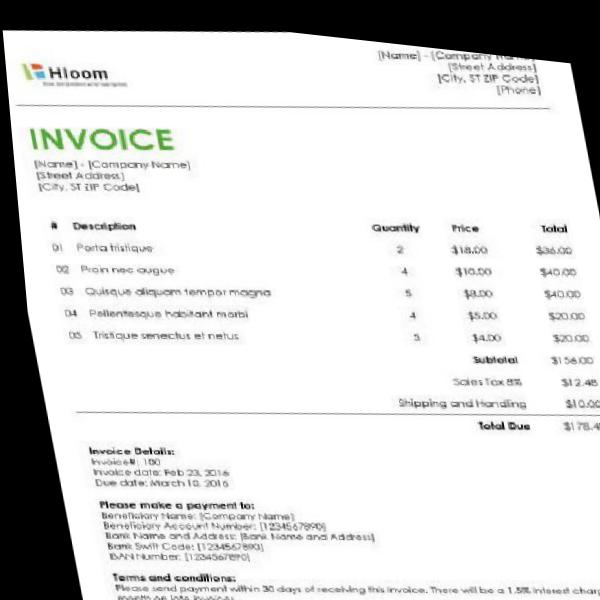 Hloom
[Name] - [Company Name]
[Street Address]
[City, ST ZIP Code]
[Phone]
INVOICE
[Name] - [Company Name]
[Street Address]
[City, ST ZIP Code]
# Description Quantity Price Total
01 Porta tristique 2 $18.00 $36.00
02 Proin nec augue 4 $10.00 $40.00
03 Quisque aliquam tempor magna 5 $8.00 $40.00
04 Pellentesque habitant morbi 4 $5.00 $20.00
05 Tristique senectus et netus 5 $4.00 $20.00
Subtotal $156.00
Sales Tax 8% $12.48
Shipping and Handling $10.00
Total Due $178.4
Invoice Details:
Invoice#: 100
Invoice date: Feb 23, 2016
Due date: March 10, 2016
Please make a payment to:
Beneficiary Name: [Company Name]
Beneficiary Account Number: [1234567890]
Bank Name and Address: [Bank Name and Address]
Bank Swift Code: [1234567890]
IBAN Number: [1234567890]
Terms and conditions:
Please send payment within 30 days of receiving this invoice. There will be a 1.5% interest charg
month on late invoices.